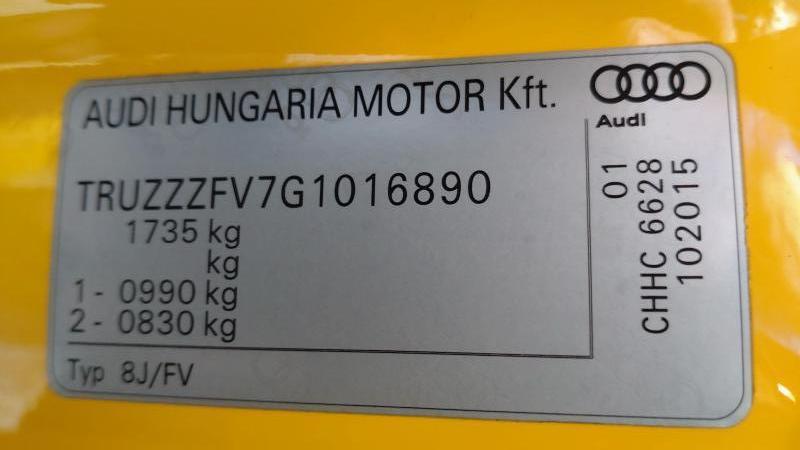 AUDI HUNGARIA MOTOR Kft.
Audi
TRUZZZFV7G1016890
1735 kg
kg
1 - 0990 kg
2 - 0830 kg
Typ 8J/FV
01
CHHC 6628
102015